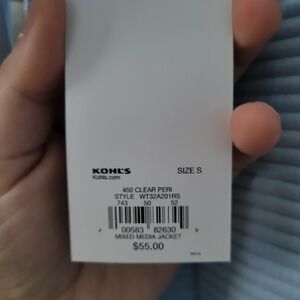 KOHL'S SIZE S
Kohls.com
450 CLEAR PERI
STYLE WT32A201RS
743 50 52
00583 82630
MIXED MEDIA JACKET
$55.00